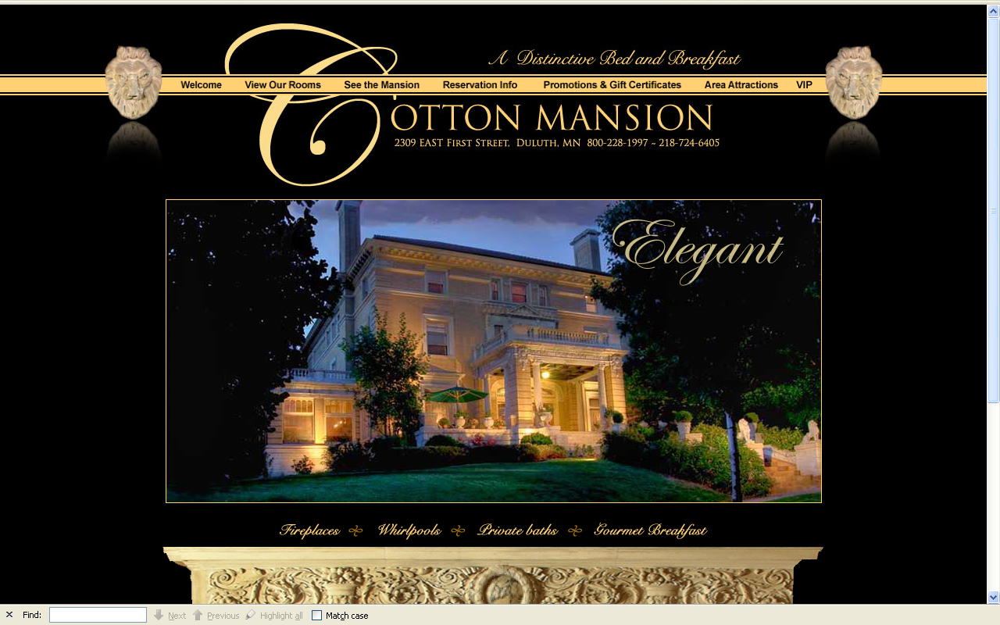 A Distinctive Bed and Breakfast
Welcome View Our Rooms See the Mansion Reservation Info Promotions & Gift Certificates Area Attractions VIP
COTTON MANSION
2309 EAST First Street, Duluth, MN 800-228-1997 ~ 218-724-6405
Elegant
Fireplaces Whirlpools Private baths Gourmet Breakfast
Find: Next Previous Highlight all Match case